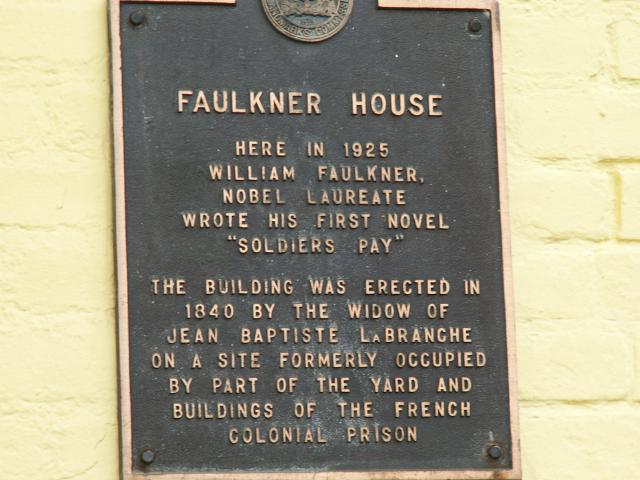 LANDMARKS COMMISSION
FAULKNER HOUSE
HERE IN 1925
WILLIAM FAULKNER,
NOBEL LAUREATE
WROTE HIS FIRST NOVEL
"SOLDIERS PAY"
THE BUILDING WAS ERECTED IN
1840 BY THE WIDOW OF
JEAN BAPTISTE LABRANCHE
ON A SITE FORMERLY OCCUPIED
BY PART OF THE YARD AND
BUILDINGS OF THE FRENCH
COLONIAL PRISON